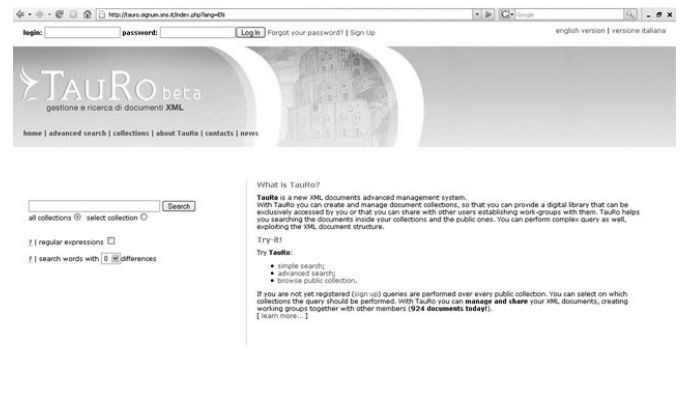 http://tauro.signum.sns.it/index.php?lang=EN
Google
login: password: Log In Forgot your password? | Sign Up english version | versione italiana
TauRo beta
gestione e ricerca di documenti XML
home | advanced search | collections | about TauRo | contacts | news
Search
all collections select collection
? | regular expressions
? | search words with 0 differences
What is TauRo?
TauRo is a new XML documents advanced management system.
With TauRo you can create and manage document collections, so that you can provide a digital library that can be
exclusively accessed by you or that you can share with other users establishing work-groups with them. TauRo helps
you searching the documents inside your collections and the public ones. You can perform complex query as well,
exploiting the XML document structure.
Try-it!
Try TauRo:
• simple search;
• advanced search;
• browse public collection.
If you are not yet registered (sign up) queries are performed over every public collection. You can select on which
collections the query should be performed. With TauRo you can manage and share your XML documents, creating
working groups together with other members (924 documents today!).
[ learn more... ]